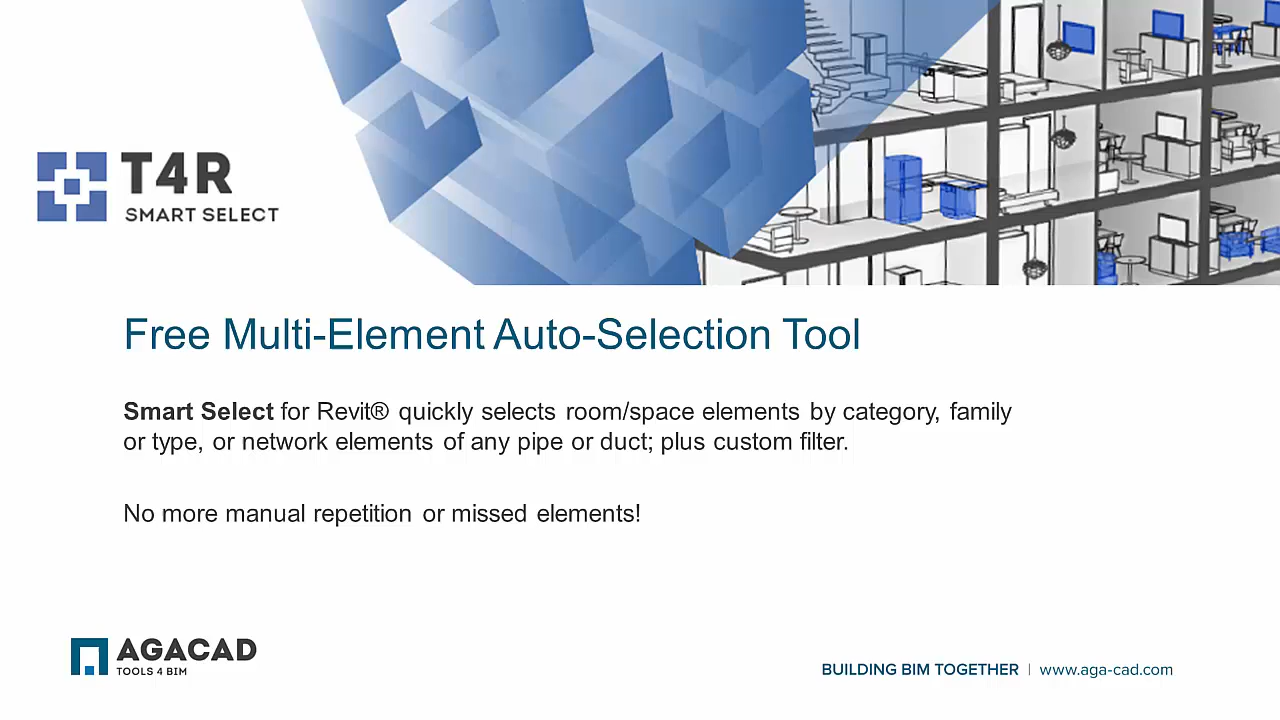 T4R
SMART SELECT
Free Multi-Element Auto-Selection Tool
Smart Select for Revit® quickly selects room/space elements by category, family
or type, or network elements of any pipe or duct; plus custom filter.
No more manual repetition or missed elements!
AGACAD
TOOLS 4 BIM
BUILDING BIM TOGETHER | www.aga-cad.com